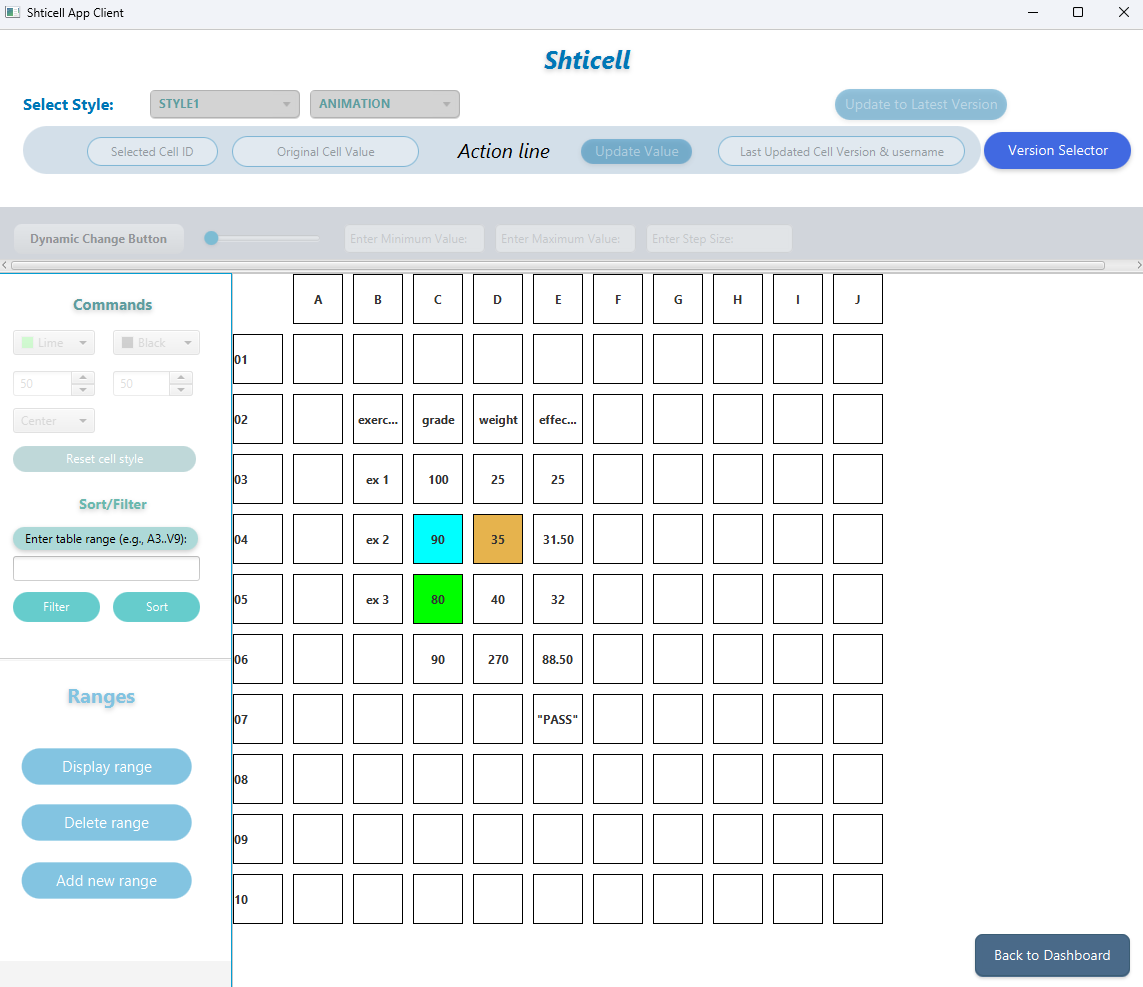 Shticell App Client
Shticell
Select Style: STYLE1 ANIMATION Update to Latest Version
Selected Cell ID Original Cell Value Action line Update Value Last Updated Cell Version & username Version Selector
Dynamic Change Button Enter Minimum Value: Enter Maximum Value: Enter Step Size:
Commands
Lime Black
50 50
Center
Reset cell style
Sort/Filter
Enter table range (e.g., A3..V9):
Filter Sort
Ranges
Display range
Delete range
Add new range
A B C D E F G H I J
01
02 exerc... grade weight effec...
03 ex 1 100 25 25
04 ex 2 90 35 31.50
05 ex 3 80 40 32
06 90 270 88.50
07 "PASS"
08
09
10
Back to Dashboard